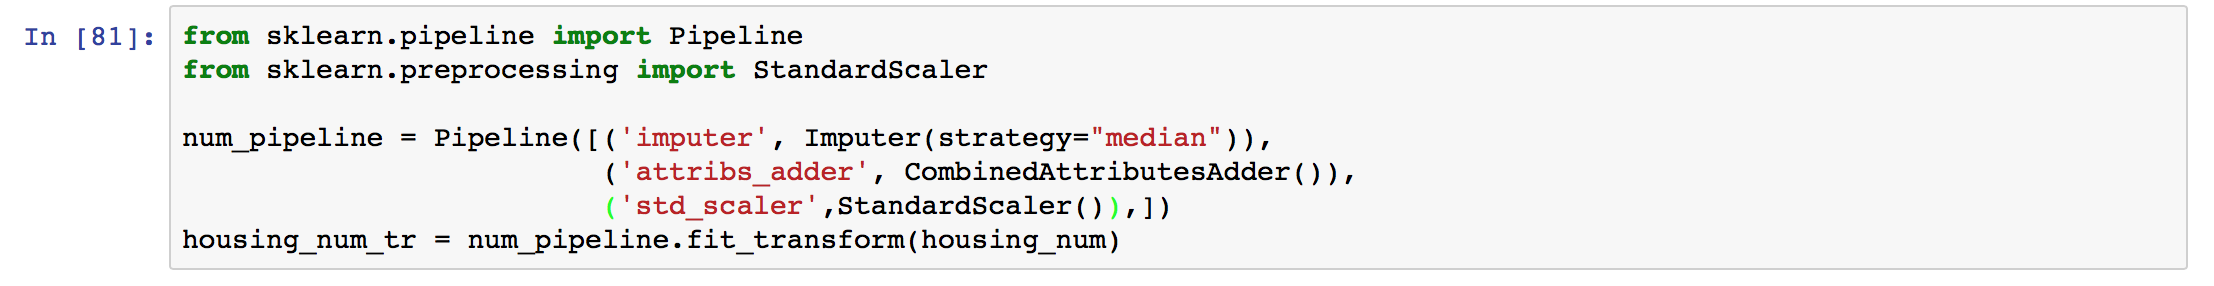 In [81]: from sklearn.pipeline import Pipeline
from sklearn.preprocessing import StandardScaler

num_pipeline = Pipeline([('imputer', Imputer(strategy="median")),
                         ('attribs_adder', CombinedAttributesAdder()),
                         ('std_scaler',StandardScaler()),])
housing_num_tr = num_pipeline.fit_transform(housing_num)